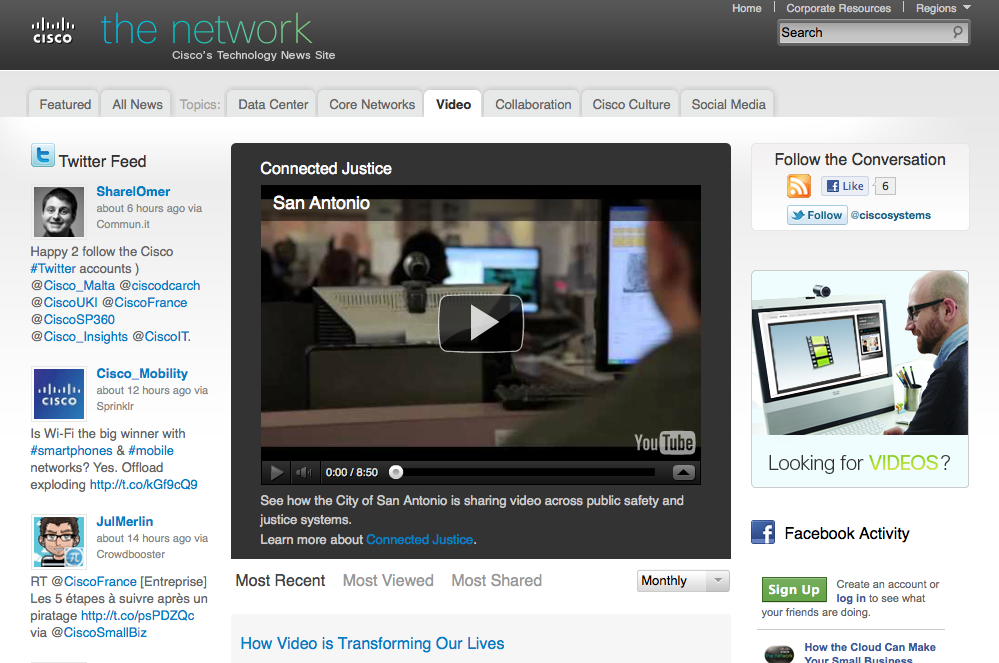 Home
Corporate Resources
Regions
cisco
the network
Cisco's Technology News Site
Search
Featured
All News
Topics:
Data Center
Core Networks
Video
Collaboration
Cisco Culture
Social Media
Twitter Feed
SharelOmer
about 6 hours ago via
Commun.it
Happy 2 follow the Cisco
#Twitter accounts )
@Cisco_Malta @ciscodcarch
@CiscoUKI @CiscoFrance
@CiscoSP360
@Cisco_Insights @CiscoIT.
cisco
Cisco_Mobility
about 12 hours ago via
Sprinklr
Is Wi-Fi the big winner with
#smartphones & #mobile
networks? Yes. Offload
exploding http://t.co/kGf9cQ9
JulMerlin
about 14 hours ago via
Crowdbooster
RT @CiscoFrance [Entreprise]
Les 5 étapes à suivre après un
piratage http://t.co/psPDZQc
via @CiscoSmallBiz
Connected Justice
San Antonio
YouTube
0:00 / 8:50
See how the City of San Antonio is sharing video across public safety and
justice systems.
Learn more about Connected Justice.
Most Recent
Most Viewed
Most Shared
Monthly
How Video is Transforming Our Lives
Follow the Conversation
Like
6
Follow @ciscosystems
Looking for VIDEOS?
Facebook Activity
Sign Up
Create an account or
log in to see what
your friends are doing.
How the Cloud Can Make
Your Small Business